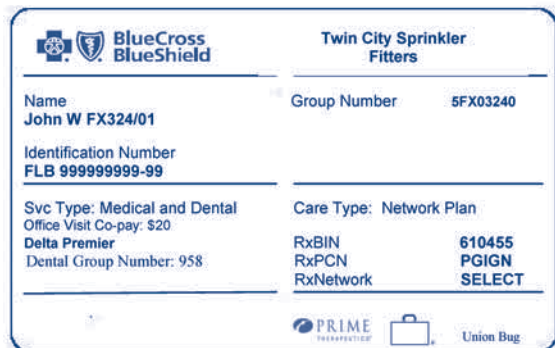 BlueCross
BlueShield
Twin City Sprinkler
Fitters
Name
John W FX324/01
Identification Number
FLB 999999999-99
Group Number 5FX03240
Svc Type: Medical and Dental
Office Visit Co-pay: $20
Delta Premier
Dental Group Number: 958
Care Type: Network Plan
RxBIN 610455
RxPCN PGIGN
RxNetwork SELECT
PRIME
THERAPEUTICS
Union Bug